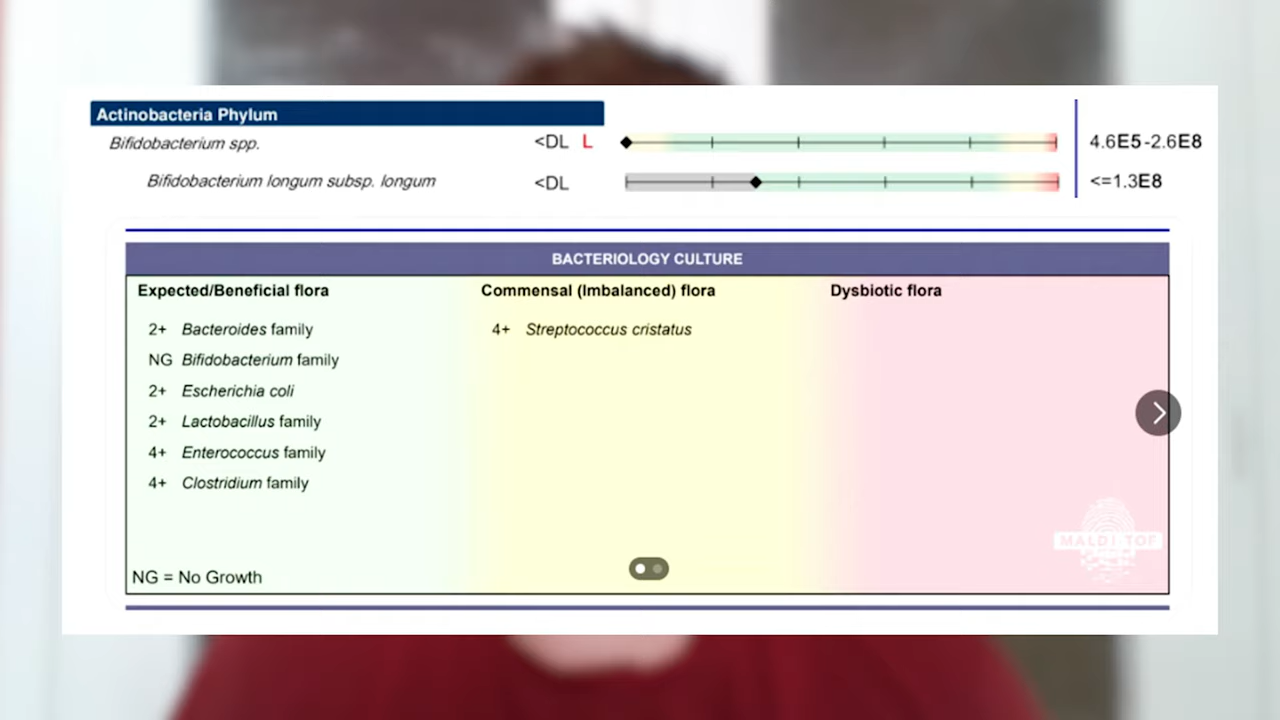 Actinobacteria Phylum
Bifidobacterium spp. <DL L 4.6E5-2.6E8
Bifidobacterium longum subsp. longum <DL <=1.3E8
BACTERIOLOGY CULTURE
Expected/Beneficial flora Commensal (Imbalanced) flora Dysbiotic flora
2+ Bacteroides family 4+ Streptococcus cristatus
NG Bifidobacterium family
2+ Escherichia coli
2+ Lactobacillus family
4+ Enterococcus family
4+ Clostridium family
MALDI TOF
NG = No Growth